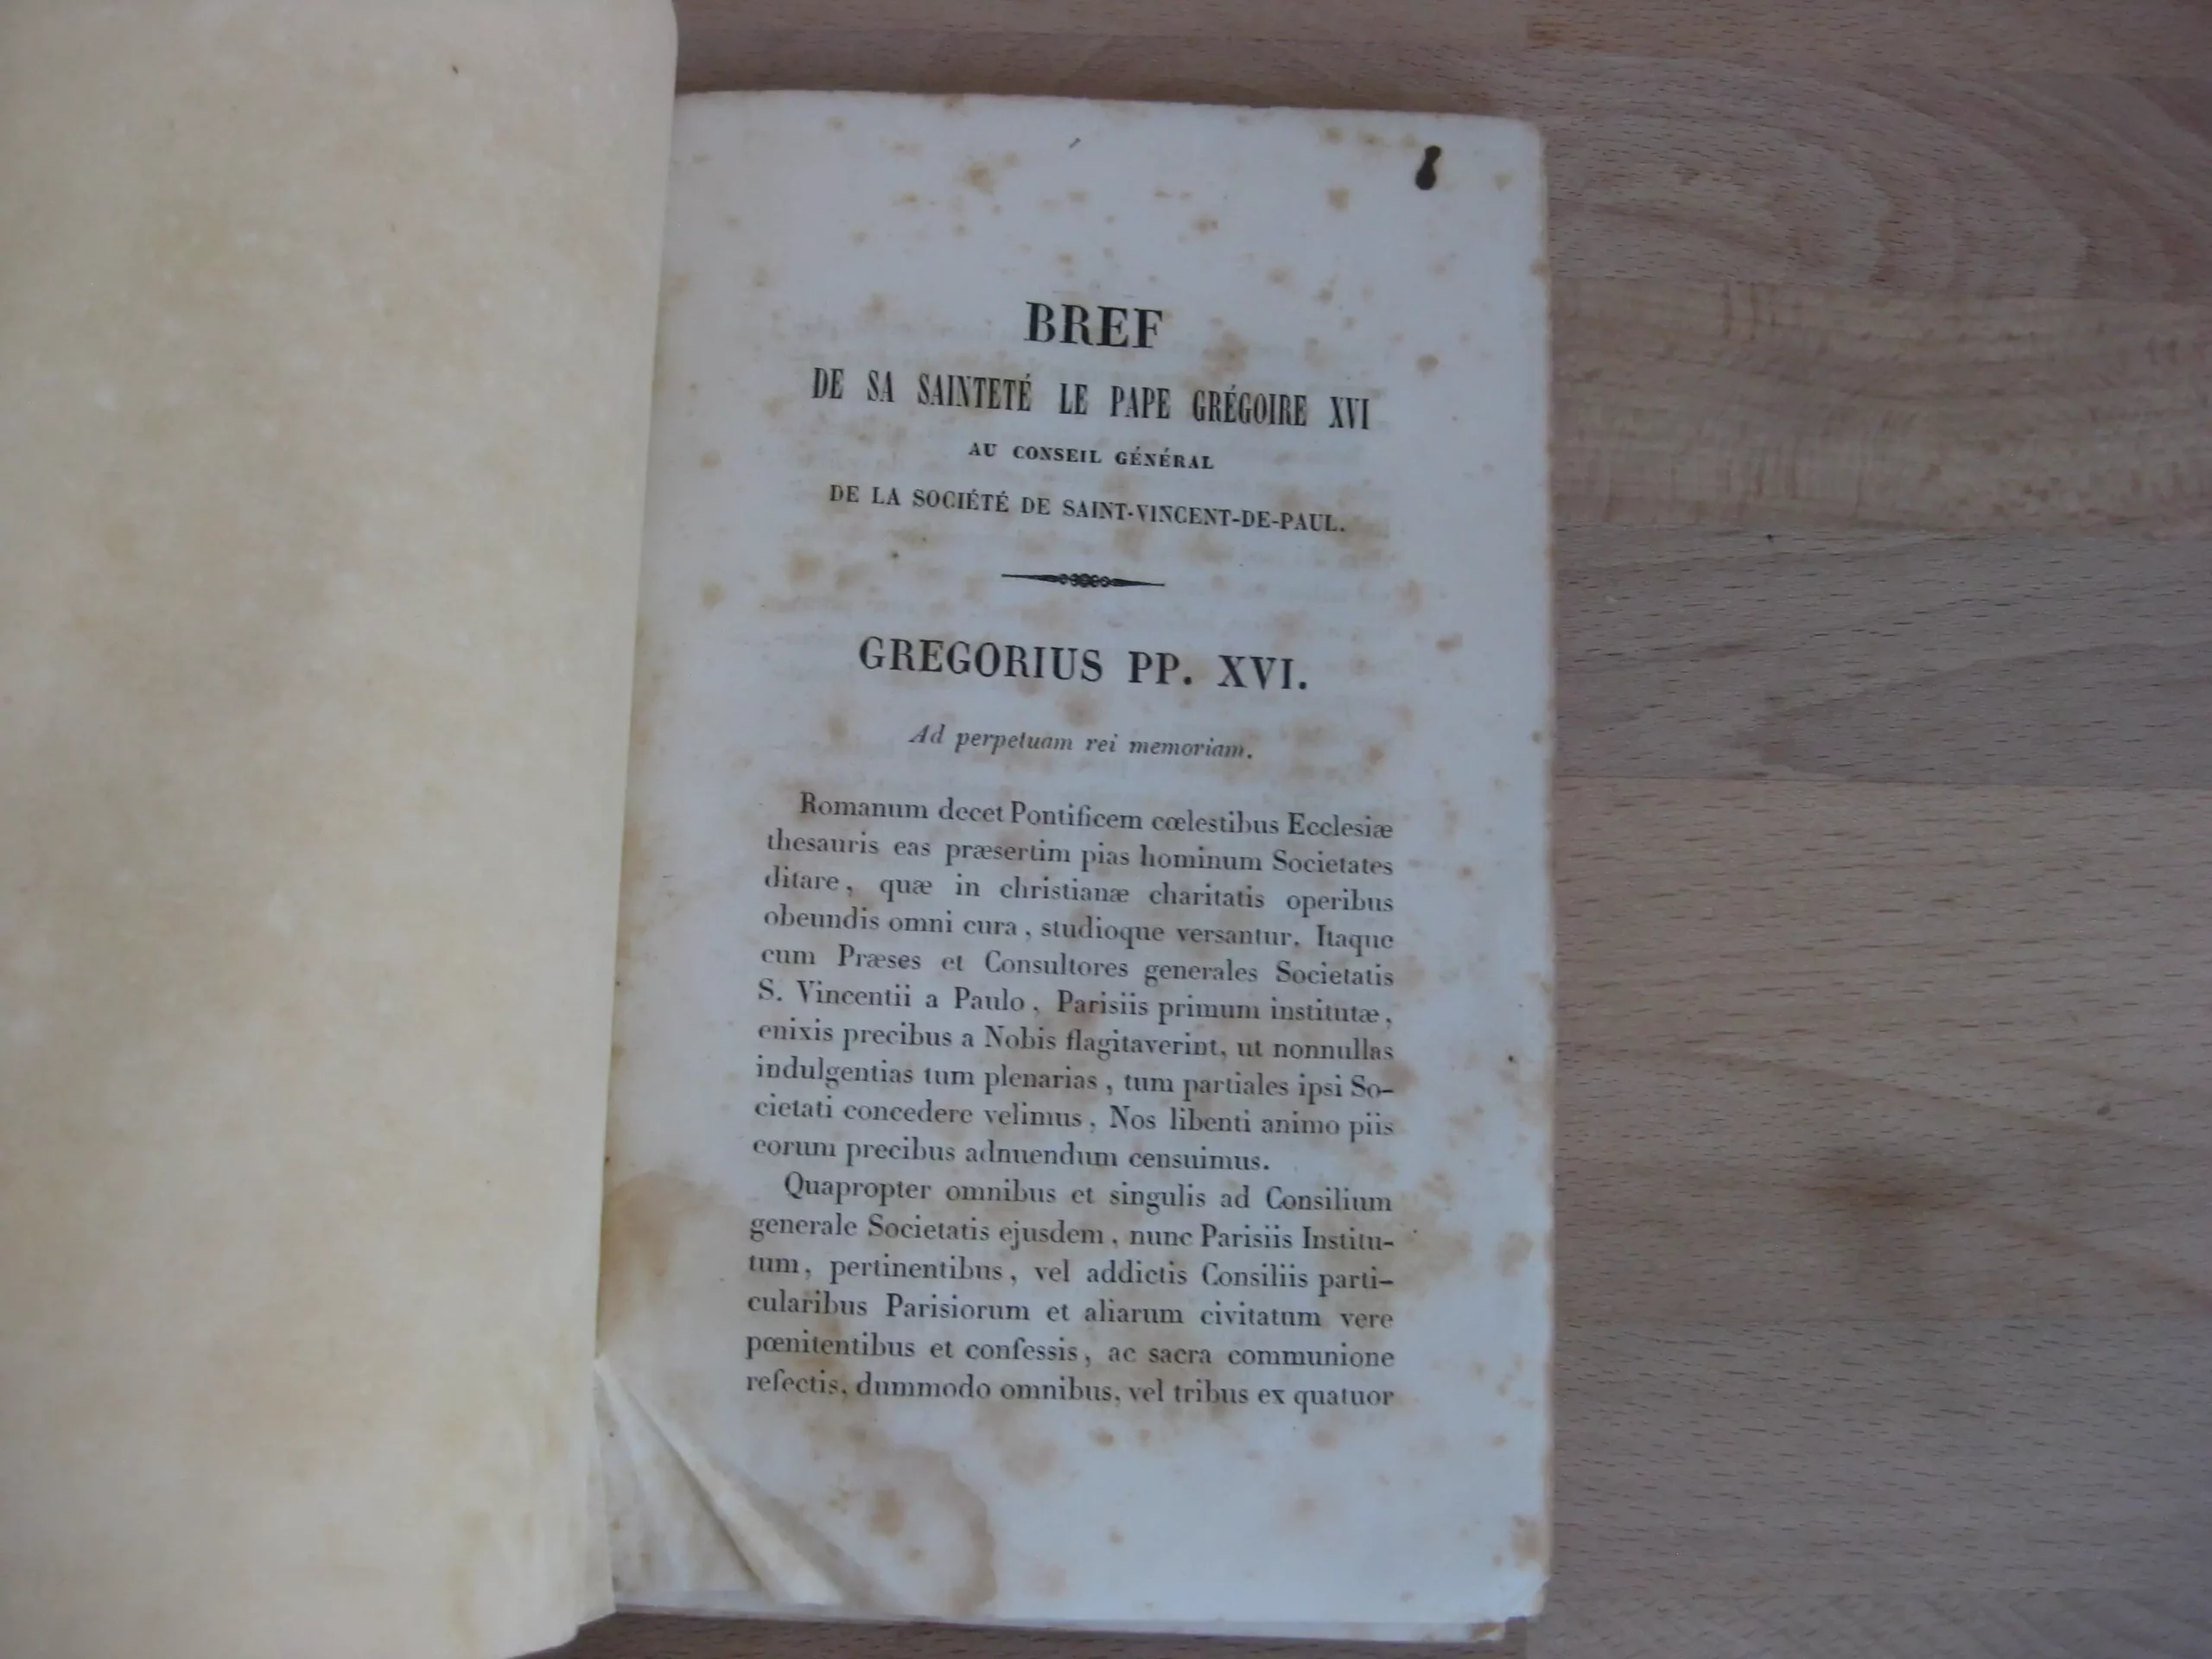 BREF
DE SA SAINTETÉ LE PAPE GRÉGOIRE XVI
AU CONSEIL GÉNÉRAL
DE LA SOCIÉTÉ DE SAINT-VINCENT-DE-PAUL.
GREGORIUS PP. XVI.
Ad perpetuam rei memoriam.
Romanum decet Pontificem cœlestibus Ecclesiæ
thesauris eas præsertim pias hominum Societates
ditare, quæ in christianæ charitatis operibus
obeundis omni cura, studioque versantur. Itaque
cum Præses et Consultores generales Societatis
S. Vincentii a Paulo, Parisiis primum institutæ,
enixis precibus a Nobis flagitaverint, ut nonnullas
indulgentias tum plenarias, tum partiales ipsi So-
cietati concedere velimus, Nos libenti animo piis
eorum precibus adnuendum censuimus.
Quapropter omnibus et singulis ad Consilium
generale Societatis ejusdem, nunc Parisiis Institu-
tum, pertinentibus, vel addictis Consiliis parti-
cularibus Parisiorum et aliarum civitatum vere
pœnitentibus et confessis, ac sacra communione
refectis, dummodo omnibus, vel tribus ex quatuor